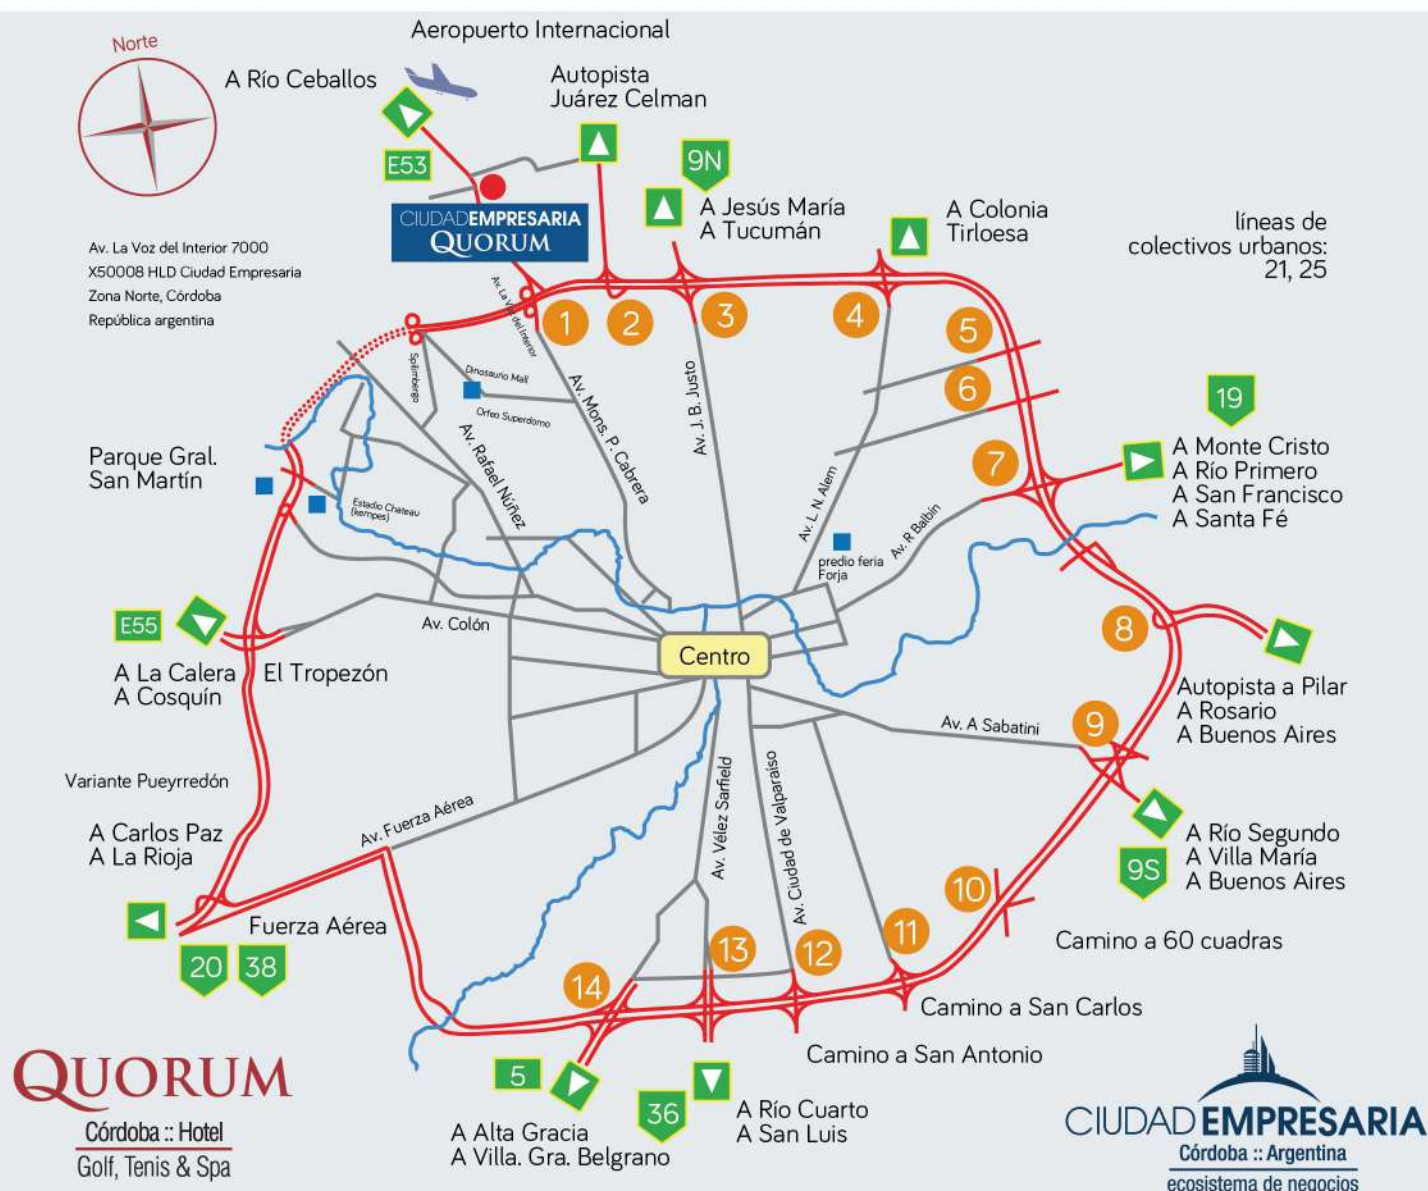 Norte
Aeropuerto Internacional
A Río Ceballos
Autopista
Juárez Celman
E53
9N
A Jesús María
A Tucumán
A Colonia
Tirloesa
líneas de
colectivos urbanos:
21, 25
CIUDADEMPRESARIA
QUORUM
Av. La Voz del Interior 7000
X50008 HLD Ciudad Empresaria
Zona Norte, Córdoba
República argentina
Av. La Voz del Interior
1
2
3
4
5
6
7
Spilimbergo
Dinosaurio Mall
Orfeo Superdomo
Av. Mons. P. Cabrera
Av. J. B. Justo
Av. Rafael Núñez
19
A Monte Cristo
A Río Primero
A San Francisco
A Santa Fé
Parque Gral.
San Martín
Estadio Chateau
(kempes)
Av. L. N. Alem
Av. R Balbín
predio feria
Forja
E55
A La Calera
A Cosquín
El Tropezón
Av. Colón
Centro
8
Autopista a Pilar
A Rosario
A Buenos Aires
9
Av. A Sabatini
Variante Pueyrredón
A Carlos Paz
A La Rioja
Av. Fuerza Aérea
Av. Vélez Sarfield
Av. Ciudad de Valparaíso
A Río Segundo
A Villa María
A Buenos Aires
9S
10
Fuerza Aérea
20
38
Camino a 60 cuadras
11
12
13
14
Camino a San Carlos
Camino a San Antonio
5
36
A Río Cuarto
A San Luis
A Alta Gracia
A Villa. Gra. Belgrano
QUORUM
Córdoba :: Hotel
Golf, Tenis & Spa
CIUDADEMPRESARIA
Córdoba :: Argentina
ecosistema de negocios